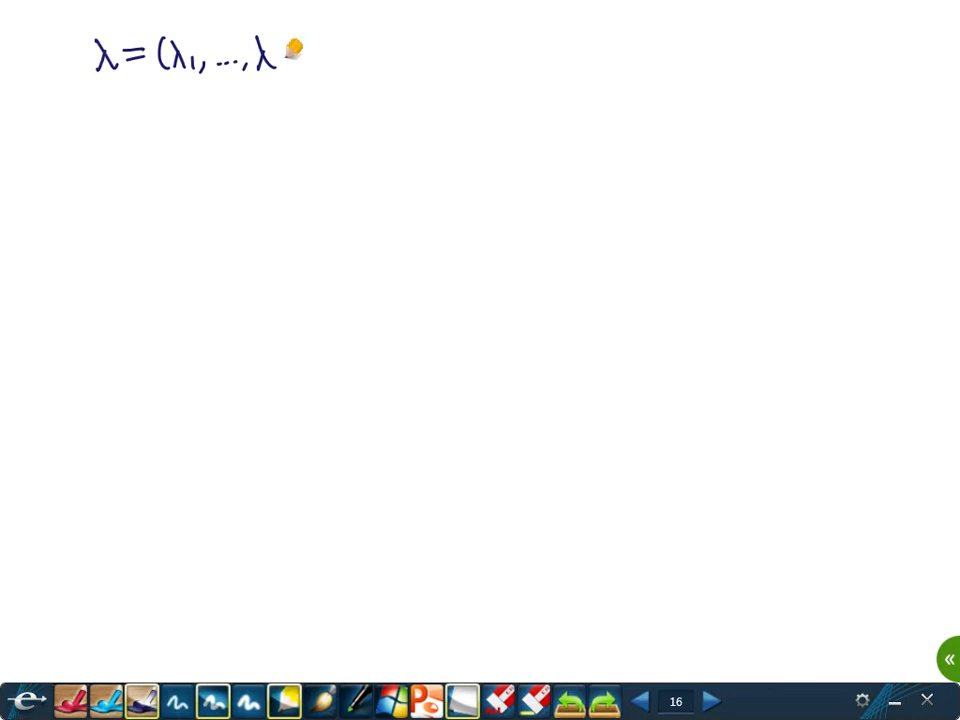 λ = (λ₁, ..., λ
16